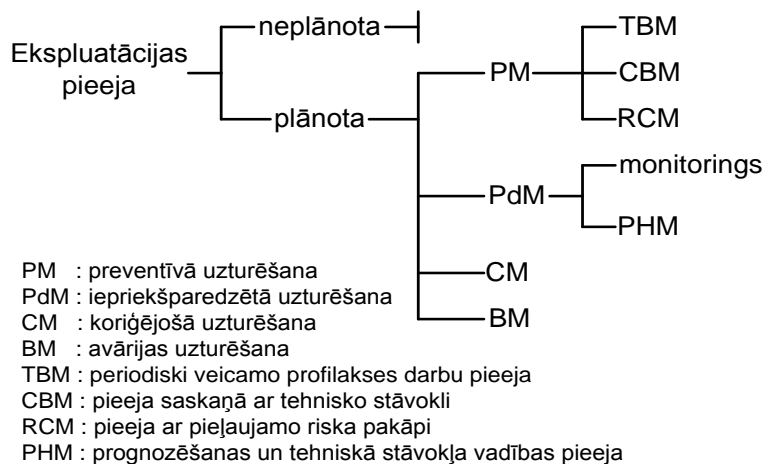 Ekspluatācijas
pieeja
neplānota
plānota
PM
TBM
CBM
RCM
PdM
monitorings
PHM
CM
BM
PM : preventīvā uzturēšana
PdM : iepriekšparedzētā uzturēšana
CM : koriģējošā uzturēšana
BM : avārijas uzturēšana
TBM : periodiski veicamo profilakses darbu pieeja
CBM : pieeja saskaņā ar tehnisko stāvokli
RCM : pieeja ar pieļaujamo riska pakāpi
PHM : prognozēšanas un tehniskā stāvokļa vadības pieeja